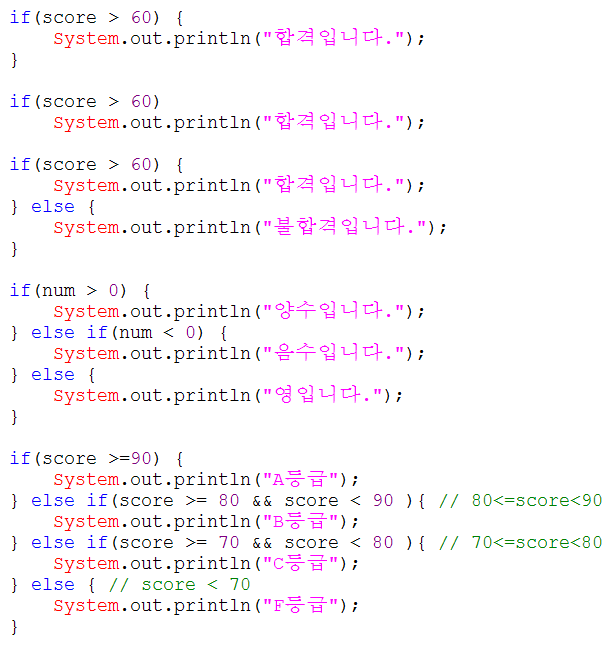 if(score > 60) {
    System.out.println("합격입니다.");
}

if(score > 60)
    System.out.println("합격입니다.");

if(score > 60) {
    System.out.println("합격입니다.");
} else {
    System.out.println("불합격입니다.");
}

if(num > 0) {
    System.out.println("양수입니다.");
} else if(num < 0) {
    System.out.println("음수입니다.");
} else {
    System.out.println("영입니다.");
}

if(score >=90) {
    System.out.println("A등급");
} else if(score >= 80 && score < 90 ){ // 80<=score<90
    System.out.println("B등급");
} else if(score >= 70 && score < 80 ){ // 70<=score<80
    System.out.println("C등급");
} else { // score < 70
    System.out.println("F등급");
}